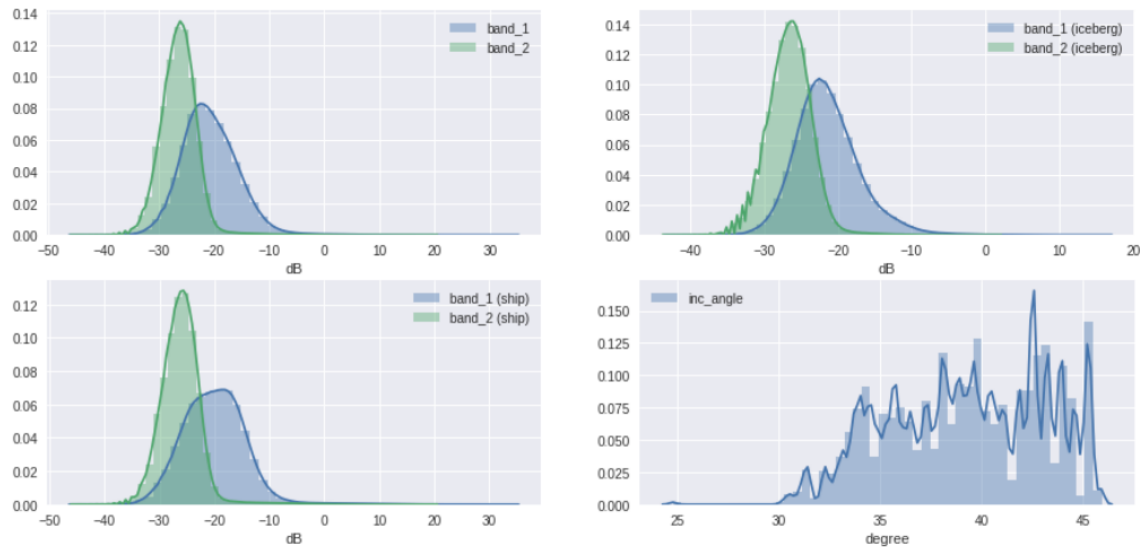 0.14
0.12
0.10
0.08
0.06
0.04
0.02
0.00
−50 −40 −30 −20 −10 0 10 20 30
dB
band_1
band_2
0.14
0.12
0.10
0.08
0.06
0.04
0.02
0.00
−40 −30 −20 −10 0 10 20
dB
band_1 (iceberg)
band_2 (iceberg)
0.12
0.10
0.08
0.06
0.04
0.02
0.00
−50 −40 −30 −20 −10 0 10 20 30
dB
band_1 (ship)
band_2 (ship)
inc_angle
0.150
0.125
0.100
0.075
0.050
0.025
0.000
25 30 35 40 45
degree